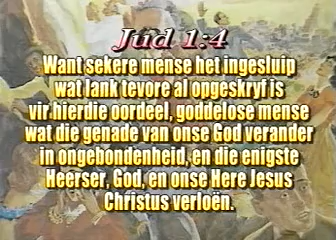 Jud 1:4
Want sekere mense het ingesluip
wat lank tevore al opgeskryf is
vir hierdie oordeel, goddelose mense
wat die genade van onse God verander
in ongebondenheid, en die enigste
Heerser, God, en onse Here Jesus
Christus verloën.